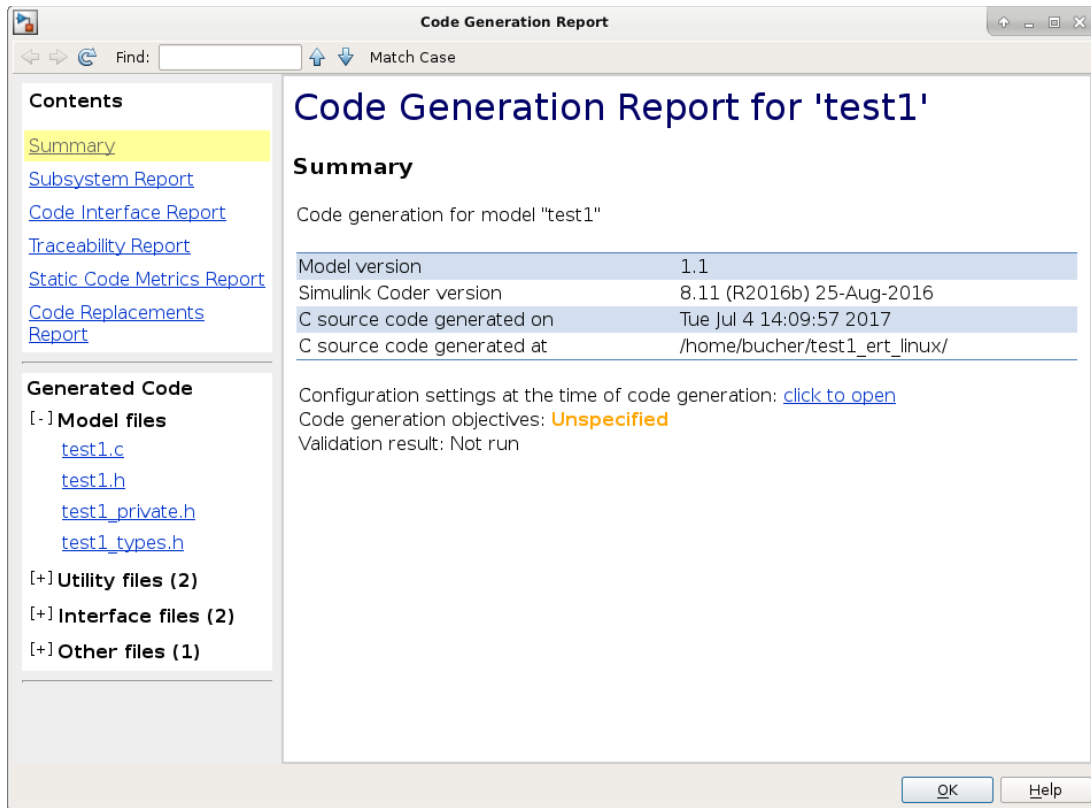 Code Generation Report
Find:
Match Case
Contents
Summary
Subsystem Report
Code Interface Report
Traceability Report
Static Code Metrics Report
Code Replacements
Report
Generated Code
[-] Model files
test1.c
test1.h
test1_private.h
test1_types.h
[+] Utility files (2)
[+] Interface files (2)
[+] Other files (1)
Code Generation Report for 'test1'
Summary
Code generation for model "test1"
Model version 1.1
Simulink Coder version 8.11 (R2016b) 25-Aug-2016
C source code generated on Tue Jul 4 14:09:57 2017
C source code generated at /home/bucher/test1_ert_linux/
Configuration settings at the time of code generation: click to open
Code generation objectives: Unspecified
Validation result: Not run
OK
Help